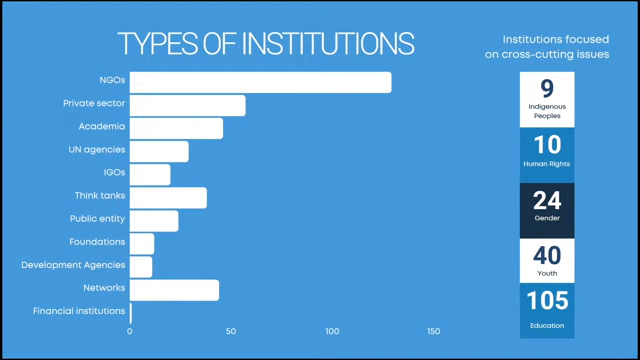 TYPES OF INSTITUTIONS
Institutions focused
on cross-cutting issues
NGOs
Private sector
Academia
UN agencies
IGOs
Think tanks
Public entity
Foundations
Development Agencies
Networks
Financial institutions
0 50 100 150
9
Indigenous
Peoples
10
Human Rights
24
Gender
40
Youth
105
Education